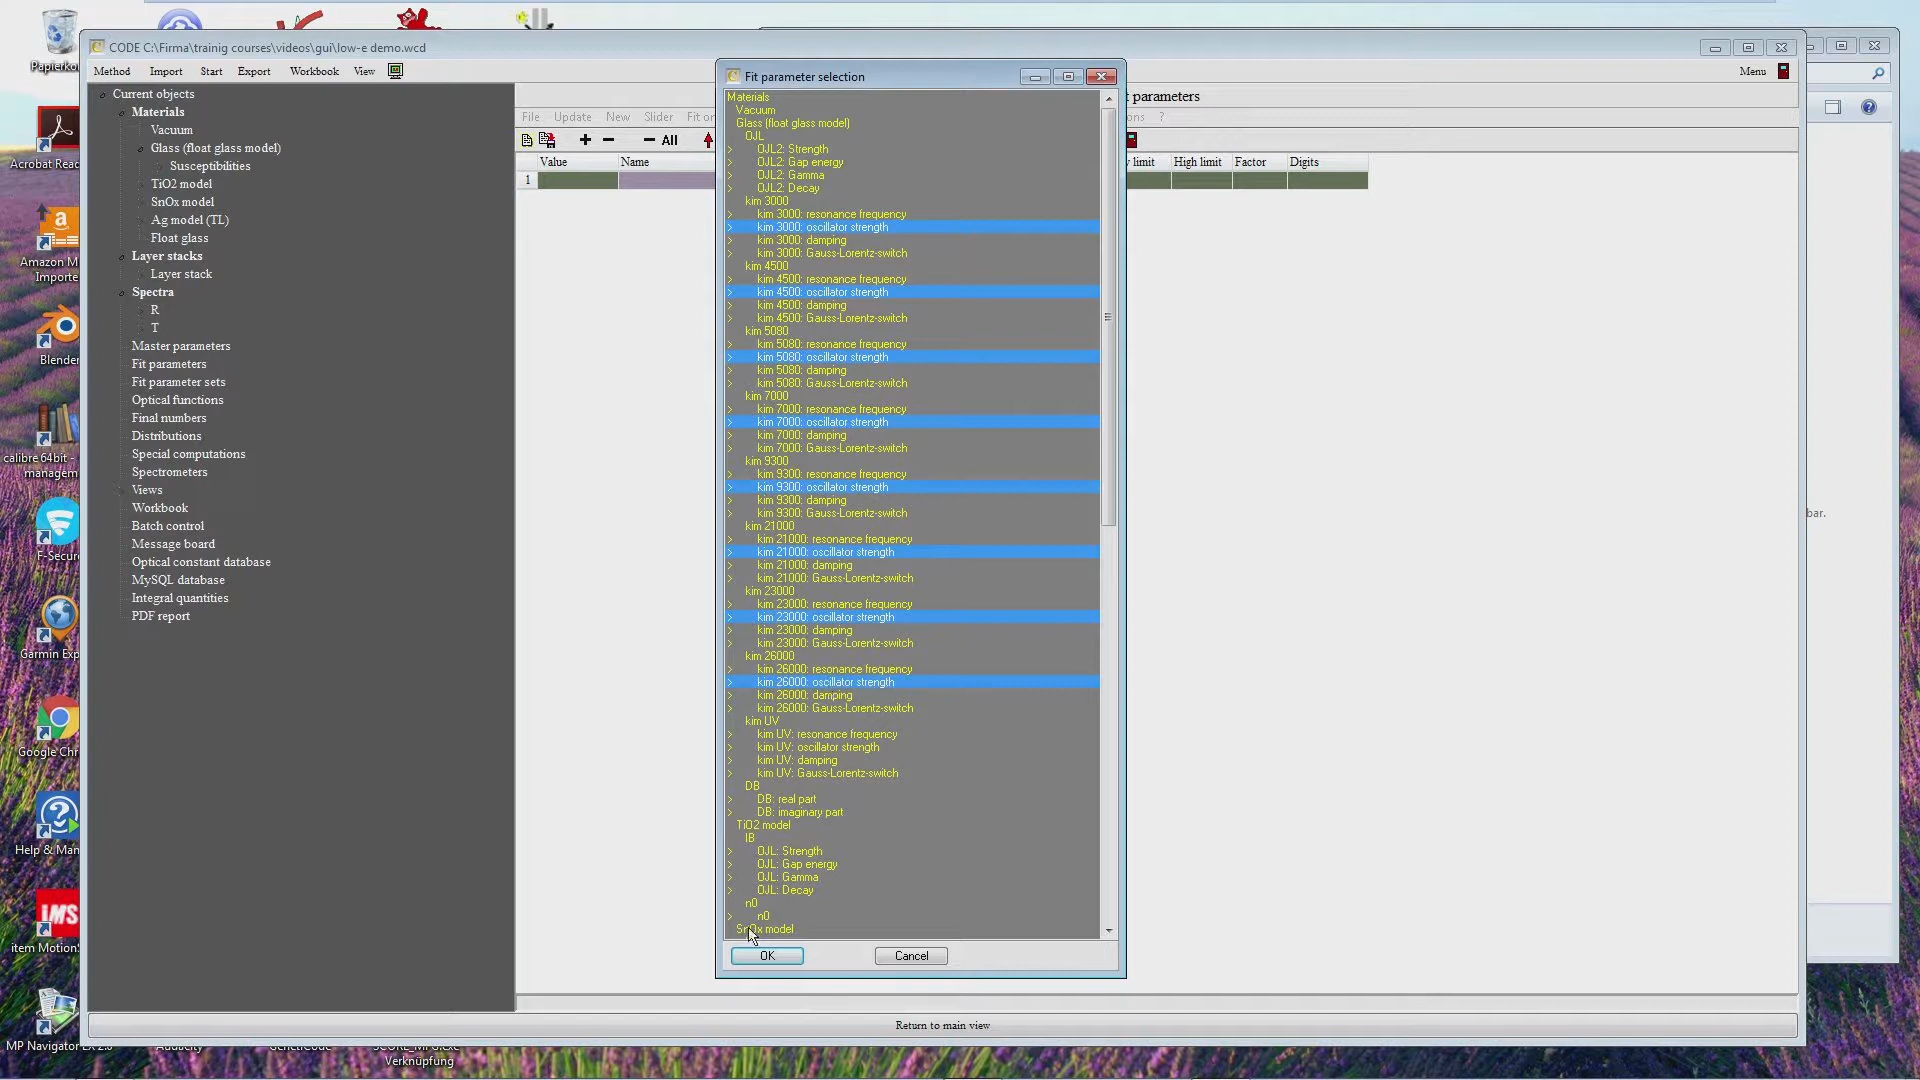 Papierko
CODE C:\Firma\trainig courses\videos\gui\low-e demo.wcd
Method Import Start Export Workbook View
Menu
Current objects
Materials
Vacuum
Glass (float glass model)
Susceptibilities
TiO2 model
SnOx model
Ag model (TL)
Float glass
Layer stacks
Layer stack
Spectra
R
T
Master parameters
Fit parameters
Fit parameter sets
Optical functions
Final numbers
Distributions
Special computations
Spectrometers
Views
Workbook
Batch control
Message board
Optical constant database
MySQL database
Integral quantities
PDF report
t parameters
File Update New Slider Fit on
ons ?
All
Value Name
limit High limit Factor Digits
1
Fit parameter selection
Materials
Vacuum
Glass (float glass model)
OJL
OJL2: Strength
OJL2: Gap energy
OJL2: Gamma
OJL2: Decay
kim 3000
kim 3000: resonance frequency
kim 3000: oscillator strength
kim 3000: damping
kim 3000: Gauss-Lorentz-switch
kim 4500
kim 4500: resonance frequency
kim 4500: oscillator strength
kim 4500: damping
kim 4500: Gauss-Lorentz-switch
kim 5080
kim 5080: resonance frequency
kim 5080: oscillator strength
kim 5080: damping
kim 5080: Gauss-Lorentz-switch
kim 7000
kim 7000: resonance frequency
kim 7000: oscillator strength
kim 7000: damping
kim 7000: Gauss-Lorentz-switch
kim 9300
kim 9300: resonance frequency
kim 9300: oscillator strength
kim 9300: damping
kim 9300: Gauss-Lorentz-switch
kim 21000
kim 21000: resonance frequency
kim 21000: oscillator strength
kim 21000: damping
kim 21000: Gauss-Lorentz-switch
kim 23000
kim 23000: resonance frequency
kim 23000: oscillator strength
kim 23000: damping
kim 23000: Gauss-Lorentz-switch
kim 26000
kim 26000: resonance frequency
kim 26000: oscillator strength
kim 26000: damping
kim 26000: Gauss-Lorentz-switch
kim UV
kim UV: resonance frequency
kim UV: oscillator strength
kim UV: damping
kim UV: Gauss-Lorentz-switch
DB
DB: real part
DB: imaginary part
TiO2 model
IB
OJL: Strength
OJL: Gap energy
OJL: Gamma
OJL: Decay
n0
n0
SnOx model
OK Cancel
Return to main view
bar.
Acrobat Read
Amazon M
Importe
Blender
calibre 64bit -
managem
F-Secure
Garmin Exp
Google Chr
Help & Man
IMS
item MotionS
MP Navigator EX 2.0
Audacity
GeneticCode
Verknüpfung